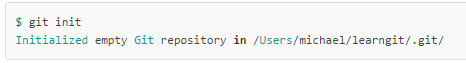 $ git init
Initialized empty Git repository in /Users/michael/learngit/.git/